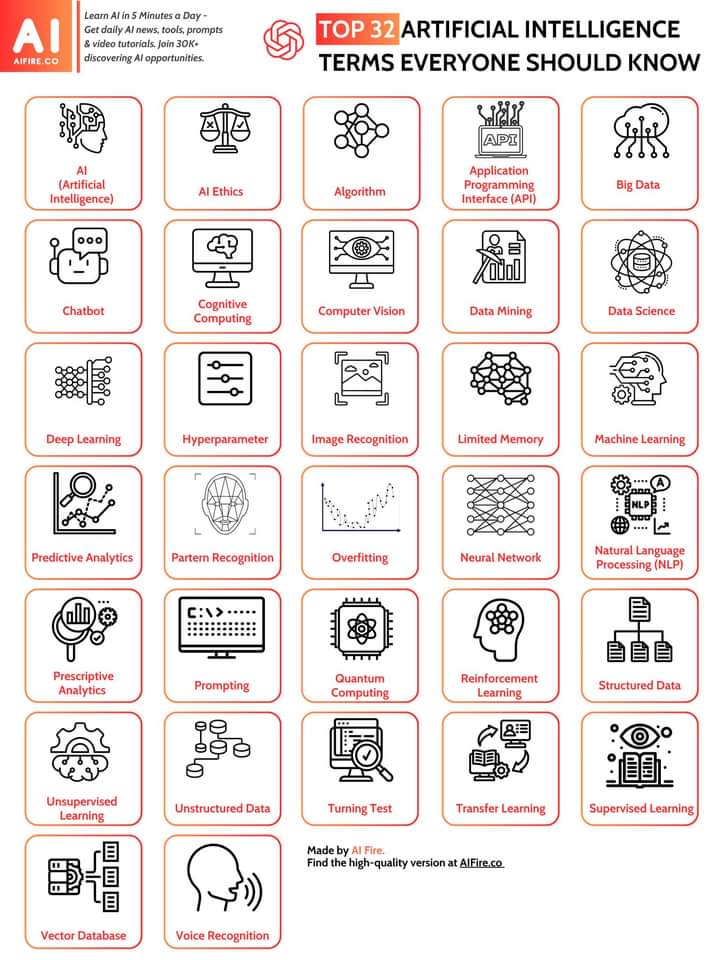 AI
AIFIRE.CO
Learn AI in 5 Minutes a Day -
Get daily AI news, tools, prompts
& video tutorials. Join 30K+
discovering AI opportunities.
TOP 32 ARTIFICIAL INTELLIGENCE
TERMS EVERYONE SHOULD KNOW
AI
(Artificial
Intelligence)
AI Ethics
Algorithm
API
Application
Programming
Interface (API)
Big Data
Chatbot
Cognitive
Computing
Computer Vision
Data Mining
Data Science
Deep Learning
Hyperparameter
Image Recognition
Limited Memory
Machine Learning
Predictive Analytics
Partern Recognition
Overfitting
Neural Network
A
NLP
Natural Language
Processing (NLP)
Prescriptive
Analytics
C:\>
Prompting
Quantum
Computing
Reinforcement
Learning
Structured Data
Unsupervised
Learning
Unstructured Data
Turning Test
Transfer Learning
Supervised Learning
Vector Database
Voice Recognition
Made by AI Fire.
Find the high-quality version at AIFire.co